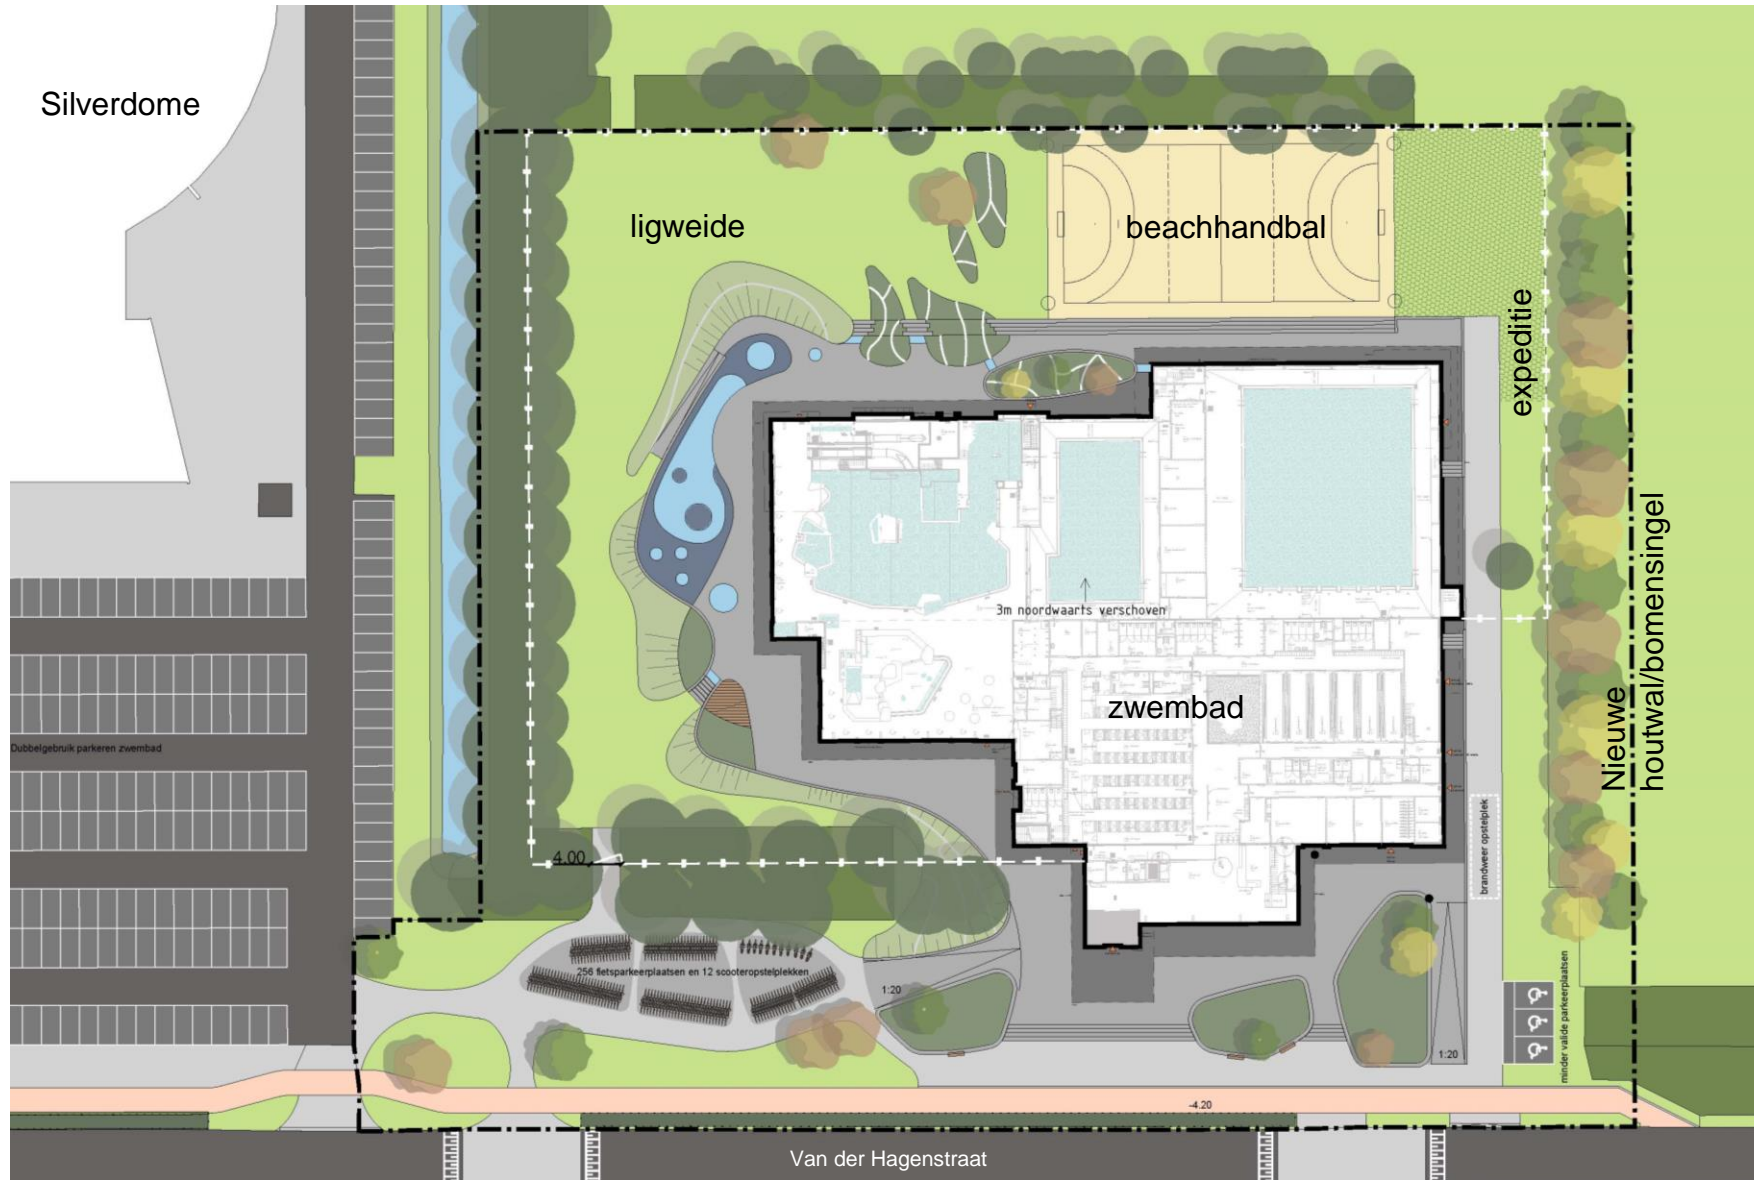 Silverdome
ligweide
beachhandbal
expeditie
3m noordwaarts verschoven
zwembad
Nieuwe
houtwal/bomensingel
Dubbelgebruik parkeren zwembad
4.00
brandweer opstelplek
256 fietsparkeerplaatsen en 12 scooteropstelplekken
1:20
minder valide parkeerplaatsen
1:20
-4.20
Van der Hagenstraat